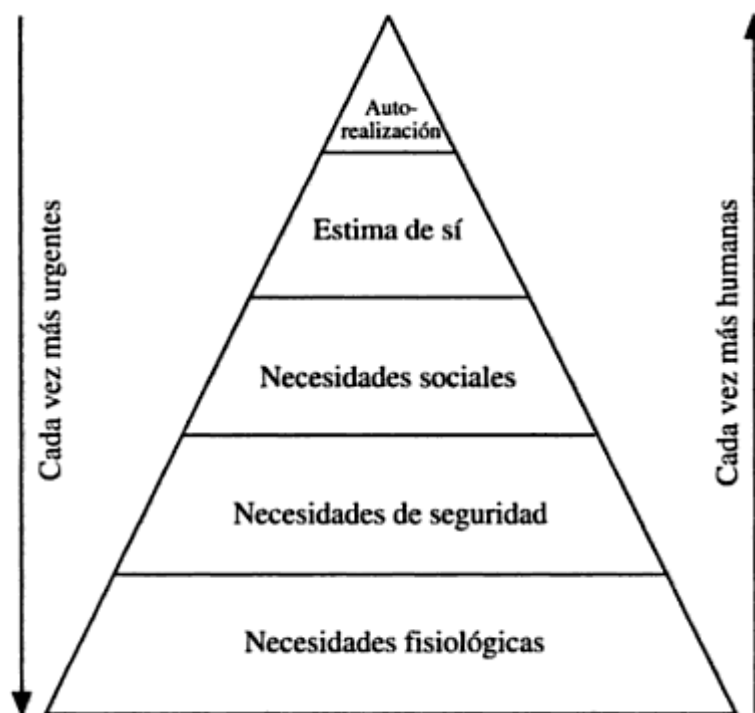 Auto-
realización
Estima de sí
Necesidades sociales
Necesidades de seguridad
Necesidades fisiológicas
Cada vez más urgentes
Cada vez más humanas